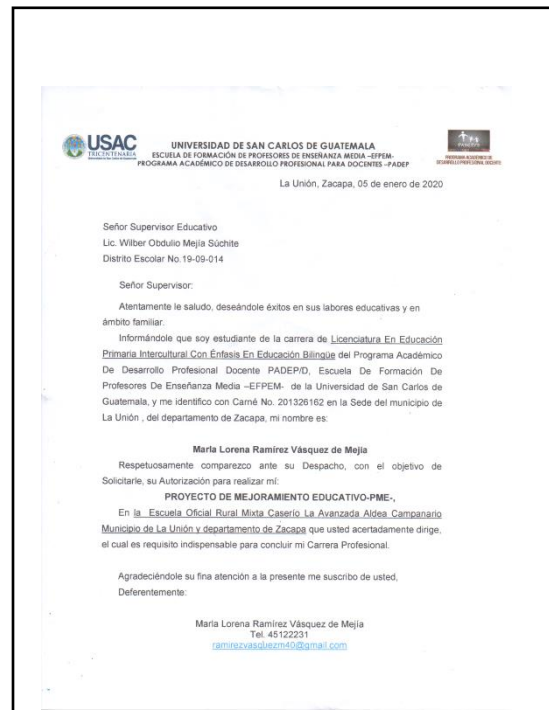 USAC
TRICENTENARIA
UNIVERSIDAD DE SAN CARLOS DE GUATEMALA
ESCUELA DE FORMACIÓN DE PROFESORES DE ENSEÑANZA MEDIA –EFPEM-
PROGRAMA ACADÉMICO DE DESARROLLO PROFESIONAL PARA DOCENTES –PADEP
PROGRAMA ACADÉMICO DE
DESARROLLO PROFESIONAL DOCENTE
La Unión, Zacapa, 05 de enero de 2020
Señor Supervisor Educativo
Lic. Wilber Obdulio Mejía Súchite
Distrito Escolar No.19-09-014
Señor Supervisor:
Atentamente le saludo, deseándole éxitos en sus labores educativas y en
ámbito familiar.
Informándole que soy estudiante de la carrera de Licenciatura En Educación
Primaria Intercultural Con Énfasis En Educación Bilingüe del Programa Académico
De Desarrollo Profesional Docente PADEP/D, Escuela De Formación De
Profesores De Enseñanza Media –EFPEM- de la Universidad de San Carlos de
Guatemala, y me identifico con Carné No. 201326162 en la Sede del municipio de
La Unión , del departamento de Zacapa, mi nombre es:
Marla Lorena Ramírez Vásquez de Mejía
Respetuosamente comparezco ante su Despacho, con el objetivo de
Solicitarle, su Autorización para realizar mí:
PROYECTO DE MEJORAMIENTO EDUCATIVO-PME-,
En la Escuela Oficial Rural Mixta Caserío La Avanzada Aldea Campanario
Municipio de La Unión y departamento de Zacapa que usted acertadamente dirige,
el cual es requisito indispensable para concluir mi Carrera Profesional.
Agradeciéndole su fina atención a la presente me suscribo de usted,
Deferentemente:
Marla Lorena Ramírez Vásquez de Mejía
Tel. 45122231
ramirezvasquezm40@gmail.com